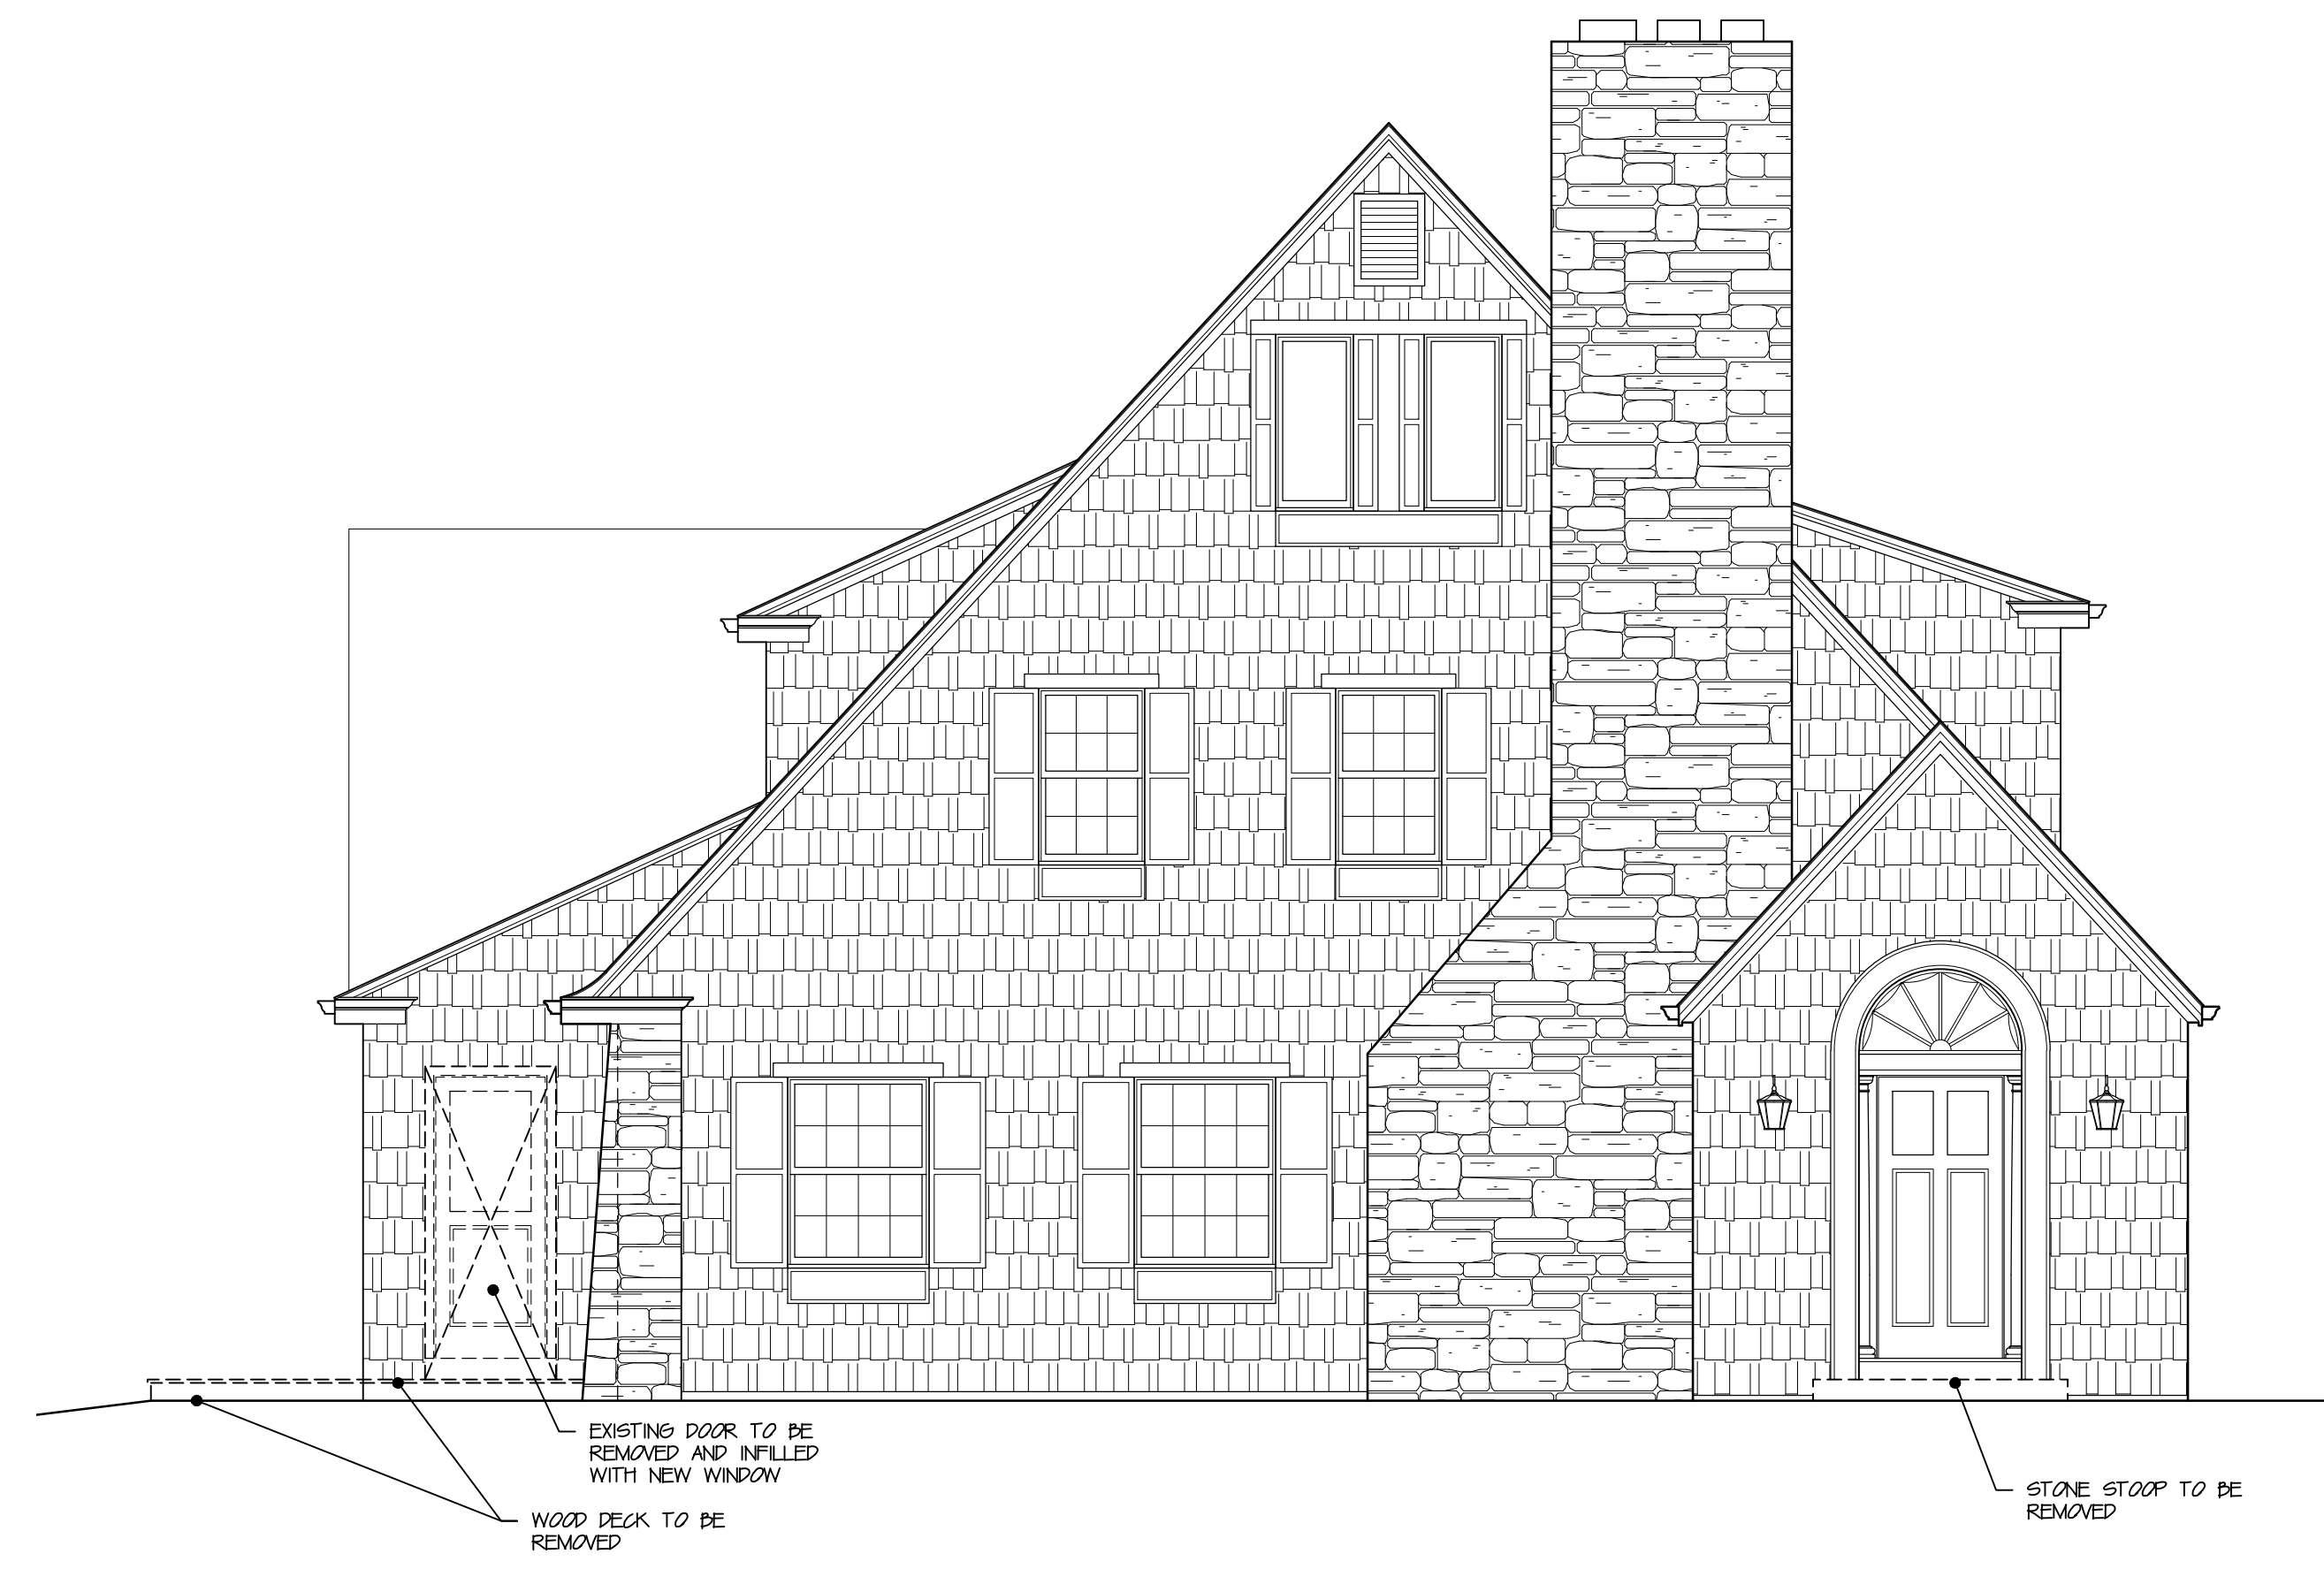 EXISTING DOOR TO BE
REMOVED AND INFILLED
WITH NEW WINDOW
WOOD DECK TO BE
REMOVED
STONE STOOP TO BE
REMOVED